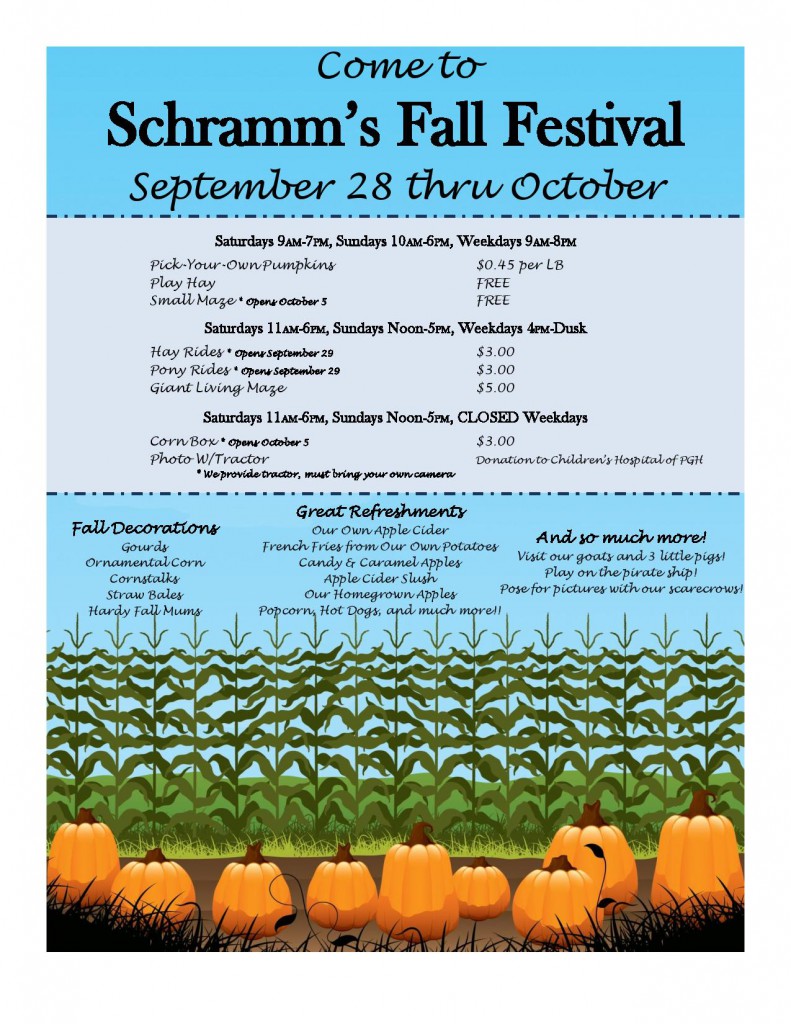 Come to
Schramm's Fall Festival
September 28 thru October
Saturdays 9AM-7PM, Sundays 10AM-6PM, Weekdays 9AM-8PM
Pick-Your-Own Pumpkins $0.45 per LB
Play Hay FREE
Small Maze * Opens October 5 FREE
Saturdays 11AM-6PM, Sundays Noon-5PM, Weekdays 4PM-Dusk
Hay Rides * Opens September 29 $3.00
Pony Rides * Opens September 29 $3.00
Giant Living Maze $5.00
Saturdays 11AM-6PM, Sundays Noon-5PM, CLOSED Weekdays
Corn Box * Opens October 5 $3.00
Photo W/Tractor Donation to Children's Hospital of PGH
* We provide tractor, must bring your own camera
Fall Decorations
Gourds
Ornamental Corn
Cornstalks
Straw Bales
Hardy Fall Mums
Great Refreshments
Our Own Apple Cider
French Fries from Our Own Potatoes
Candy & Caramel Apples
Apple Cider Slush
Our Homegrown Apples
Popcorn, Hot Dogs, and much more!!
And so much more!
Visit our goats and 3 little pigs!
Play on the pirate ship!
Pose for pictures with our scarecrows!